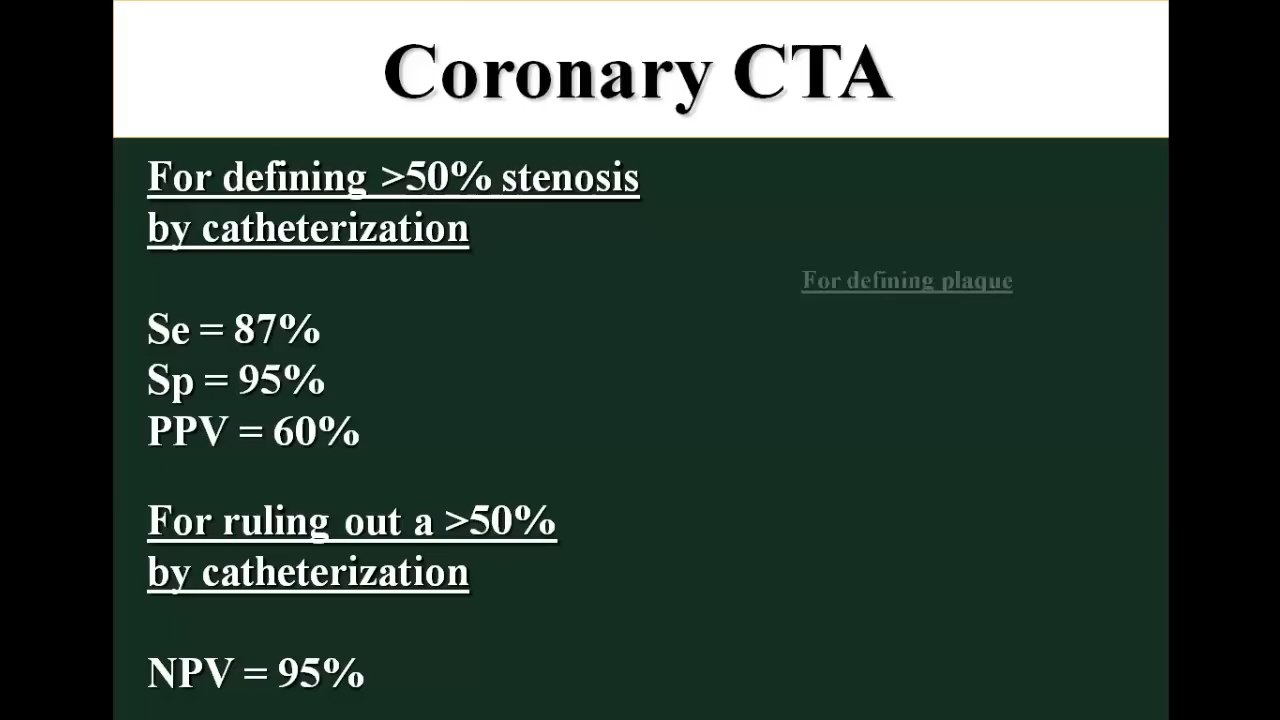 Coronary CTA
For defining >50% stenosis
by catheterization
For defining plaque
Se = 87%
Sp = 95%
PPV = 60%
For ruling out a >50%
by catheterization
NPV = 95%